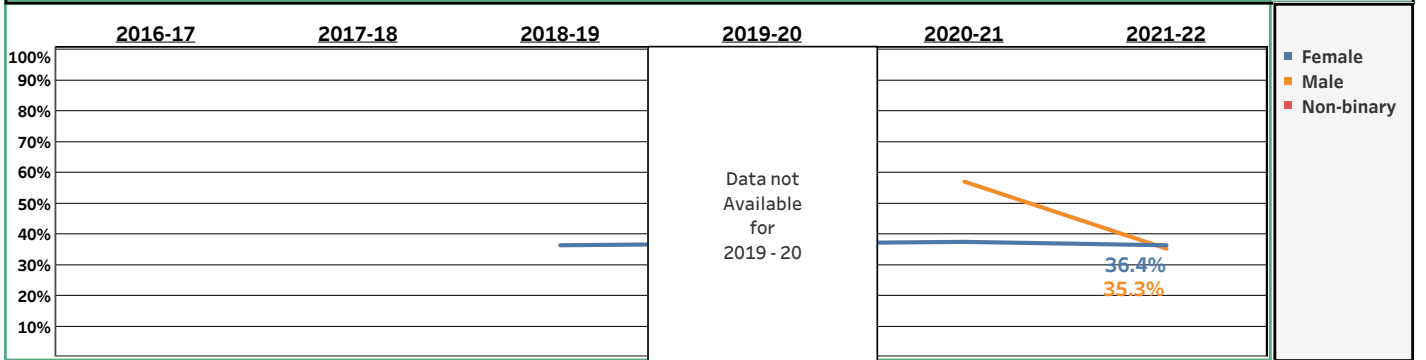 2016-17 2017-18 2018-19 2019-20 2020-21 2021-22
100%
90%
80%
70%
60%
50%
40%
30%
20%
10%
Data not
Available
for
2019 - 20
36.4%
35.3%
Female
Male
Non-binary